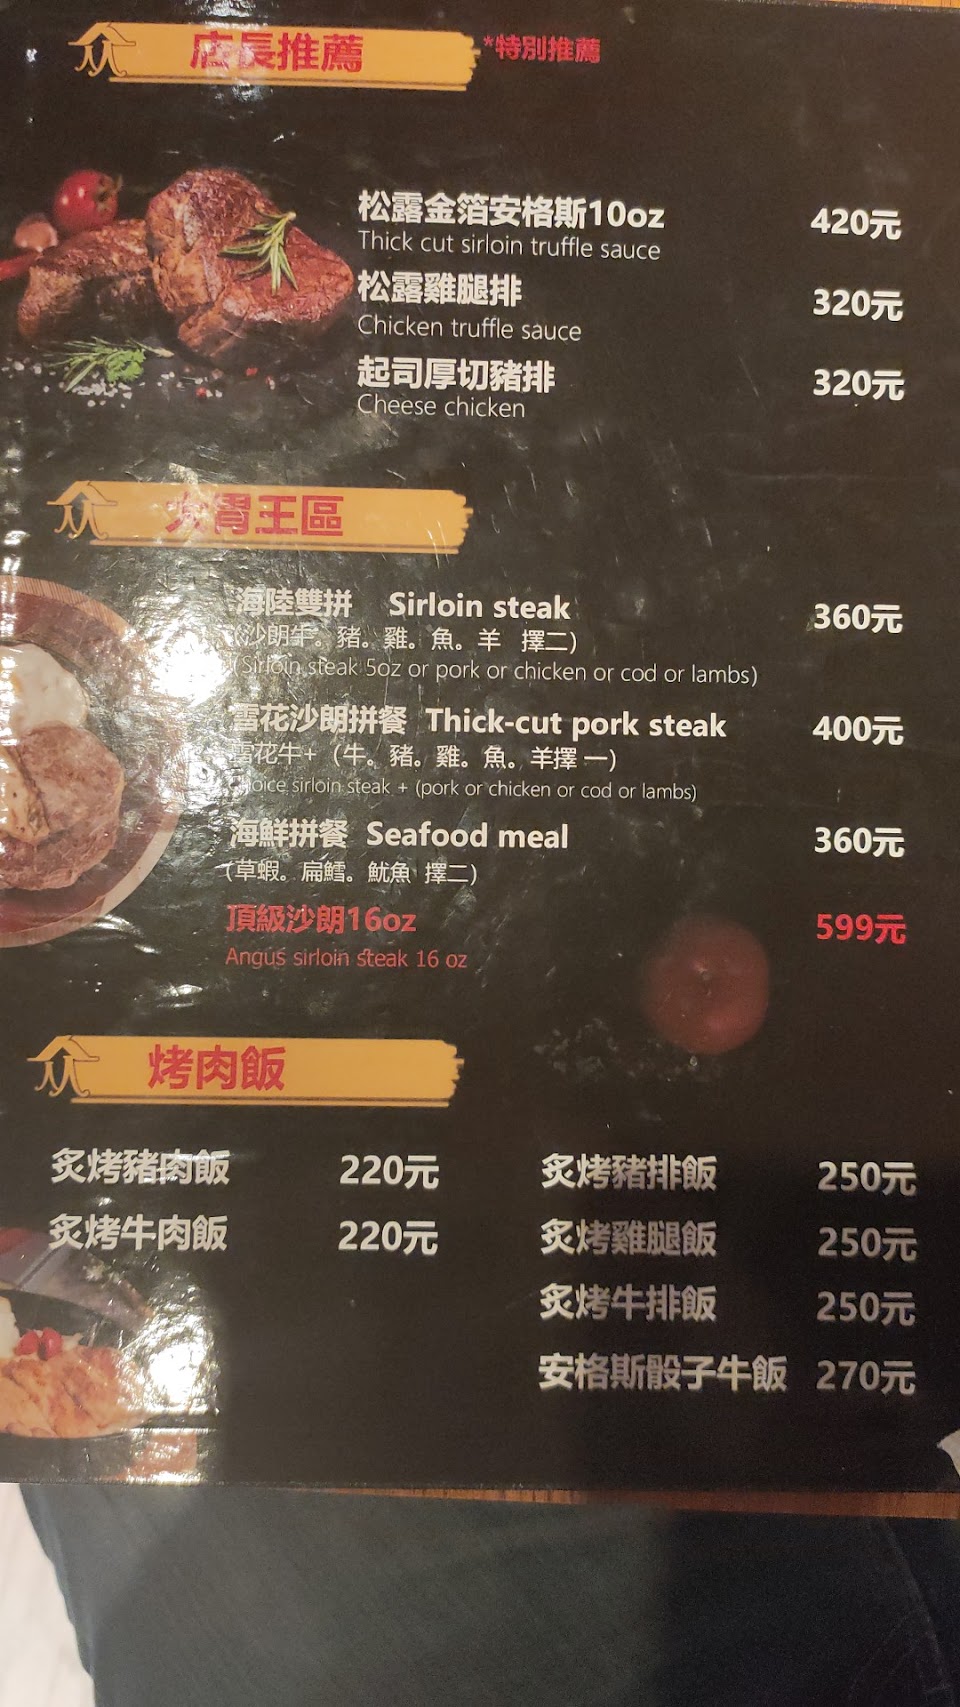 店長推薦 *特別推薦
松露金箔安格斯10oz 420元
Thick cut sirloin truffle sauce
松露雞腿排 320元
Chicken truffle sauce
起司厚切豬排 320元
Cheese chicken
大胃王區
海陸雙拼 Sirloin steak 360元
(沙朗牛。豬。雞。魚。羊 擇二)
(Sirloin steak 5oz or pork or chicken or cod or lambs)
雪花沙朗拼餐 Thick-cut pork steak 400元
雪花牛+ (牛。豬。雞。魚。羊擇一)
Choice sirloin steak + (pork or chicken or cod or lambs)
海鮮拼餐 Seafood meal 360元
(草蝦。扁鱈。魷魚 擇二)
頂級沙朗16oz 599元
Angus sirloin steak 16 oz
烤肉飯
炙烤豬肉飯 220元 炙烤豬排飯 250元
炙烤牛肉飯 220元 炙烤雞腿飯 250元
炙烤牛排飯 250元
安格斯骰子牛飯 270元